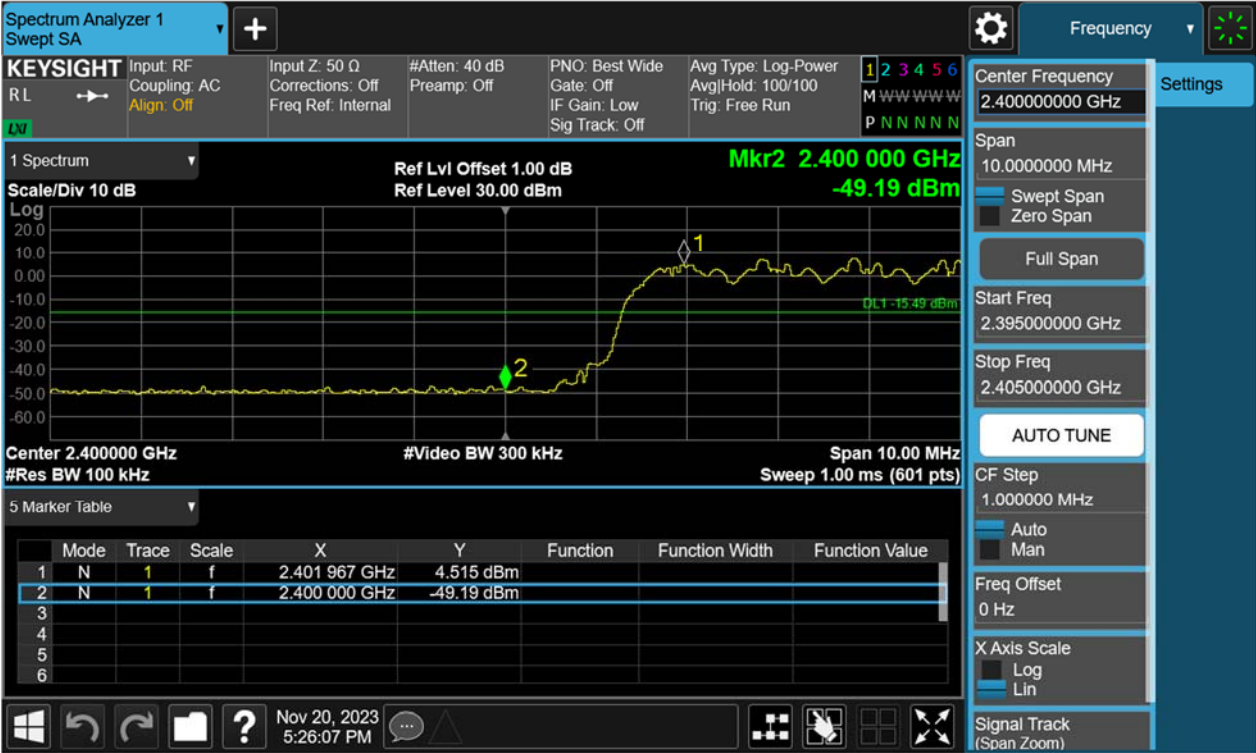 Spectrum Analyzer 1
Swept SA
Frequency
KEYSIGHT
RL
LXI
Input: RF
Coupling: AC
Align: Off
Input Z: 50 Ω
Corrections: Off
Freq Ref: Internal
#Atten: 40 dB
Preamp: Off
PNO: Best Wide
Gate: Off
IF Gain: Low
Sig Track: Off
Avg Type: Log-Power
Avg|Hold: 100/100
Trig: Free Run
1 2 3 4 5 6
M W W W W W
P N N N N N
1 Spectrum
Scale/Div 10 dB
Ref Lvl Offset 1.00 dB
Ref Level 30.00 dBm
Mkr2 2.400 000 GHz
-49.19 dBm
Log
20.0
10.0
0.00
-10.0
-20.0
-30.0
-40.0
-50.0
-60.0
1
DL1 -15.49 dBm
2
Center 2.400000 GHz
#Video BW 300 kHz
Span 10.00 MHz
#Res BW 100 kHz
Sweep 1.00 ms (601 pts)
5 Marker Table
Mode Trace Scale X Y Function Function Width Function Value
1 N 1 f 2.401 967 GHz 4.515 dBm
2 N 1 f 2.400 000 GHz -49.19 dBm
3
4
5
6
?
Nov 20, 2023
5:26:07 PM
Center Frequency
2.400000000 GHz
Span
10.0000000 MHz
Swept Span
Zero Span
Full Span
Start Freq
2.395000000 GHz
Stop Freq
2.405000000 GHz
AUTO TUNE
CF Step
1.000000 MHz
Auto
Man
Freq Offset
0 Hz
X Axis Scale
Log
Lin
Signal Track
(Span Zoom)
Settings